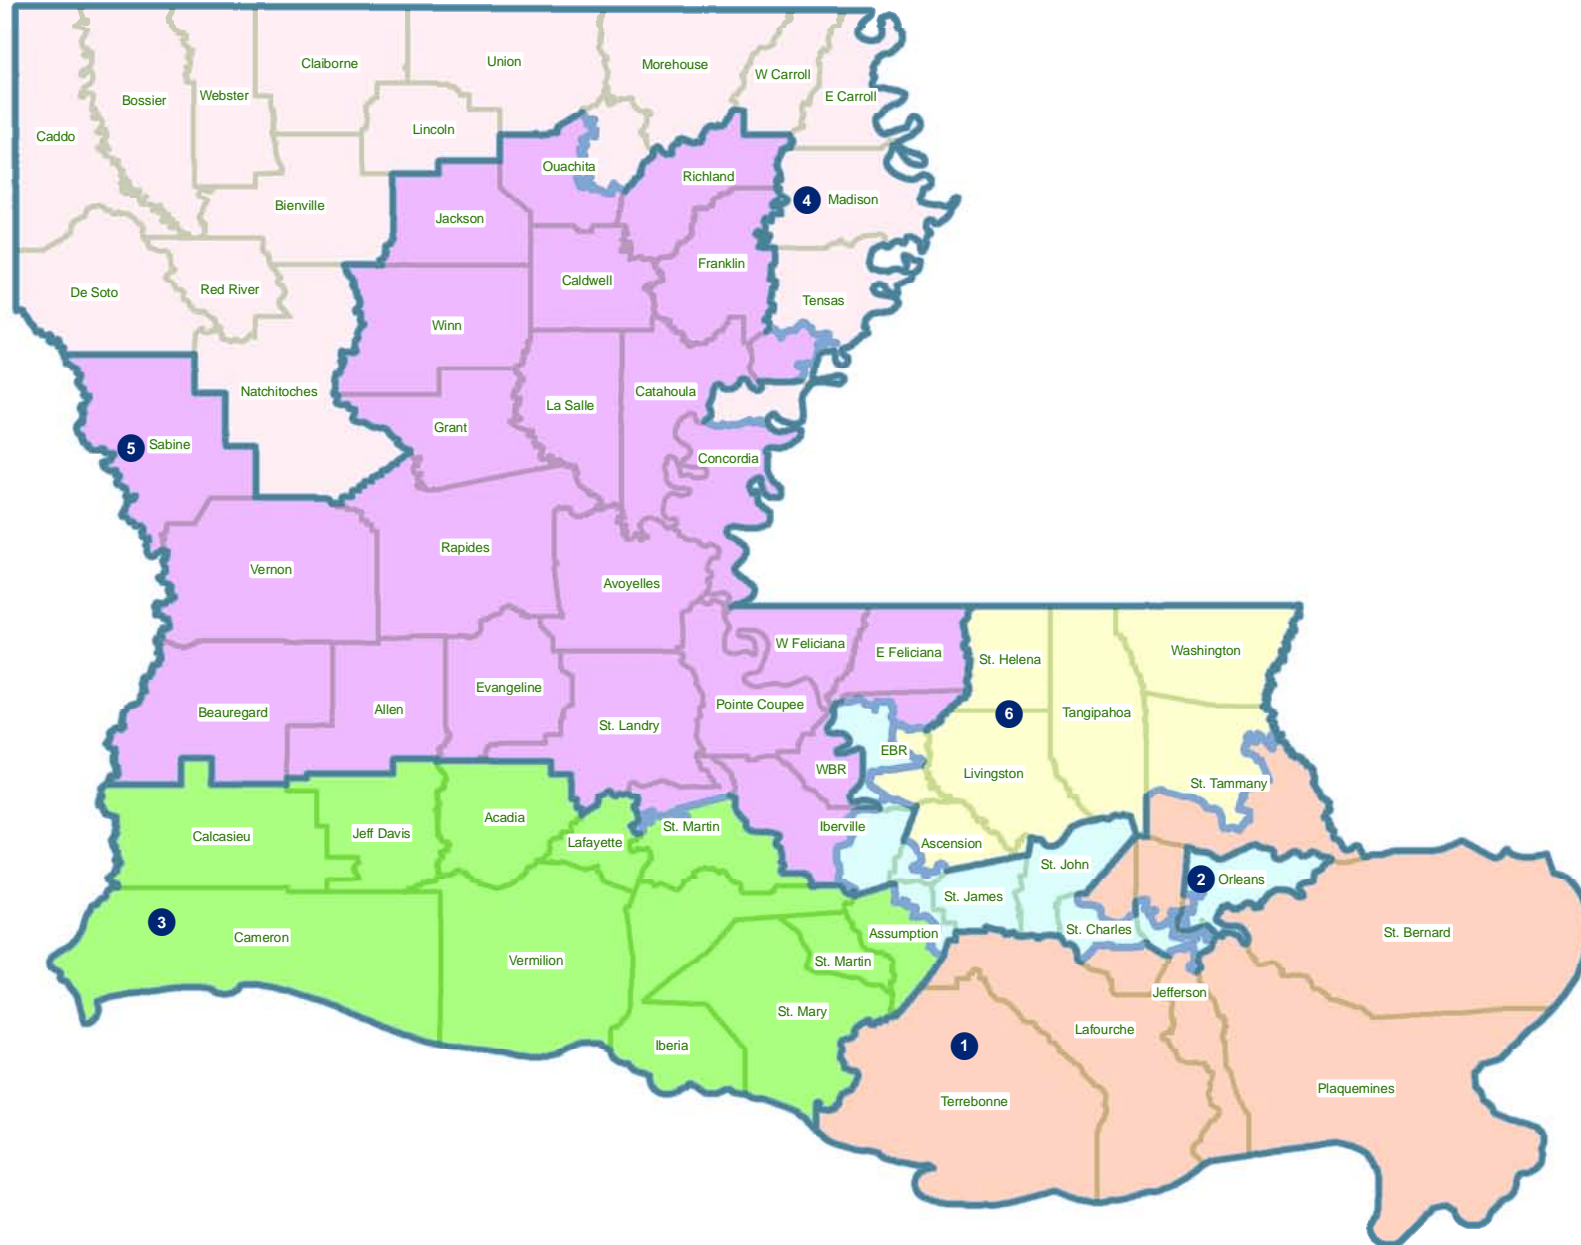 Claiborne
Union
Morehouse
W Carroll
Webster
Bossier
E Carroll
Caddo
Lincoln
Ouachita
Richland
4
Madison
Bienville
Jackson
Franklin
Caldwell
De Soto
Red River
Tensas
Winn
Natchitoches
La Salle
Catahoula
Grant
5
Sabine
Concordia
Rapides
Vernon
Avoyelles
W Feliciana
E Feliciana
St. Helena
Washington
Evangeline
Pointe Coupee
Beauregard
Allen
6
Tangipahoa
St. Landry
EBR
WBR
Livingston
St. Tammany
Acadia
Calcasieu
Jeff Davis
Lafayette
St. Martin
Iberville
Ascension
St. John
2
Orleans
St. James
3
Cameron
Assumption
St. Charles
St. Bernard
Vermilion
St. Martin
Jefferson
St. Mary
Lafourche
Iberia
1
Plaquemines
Terrebonne